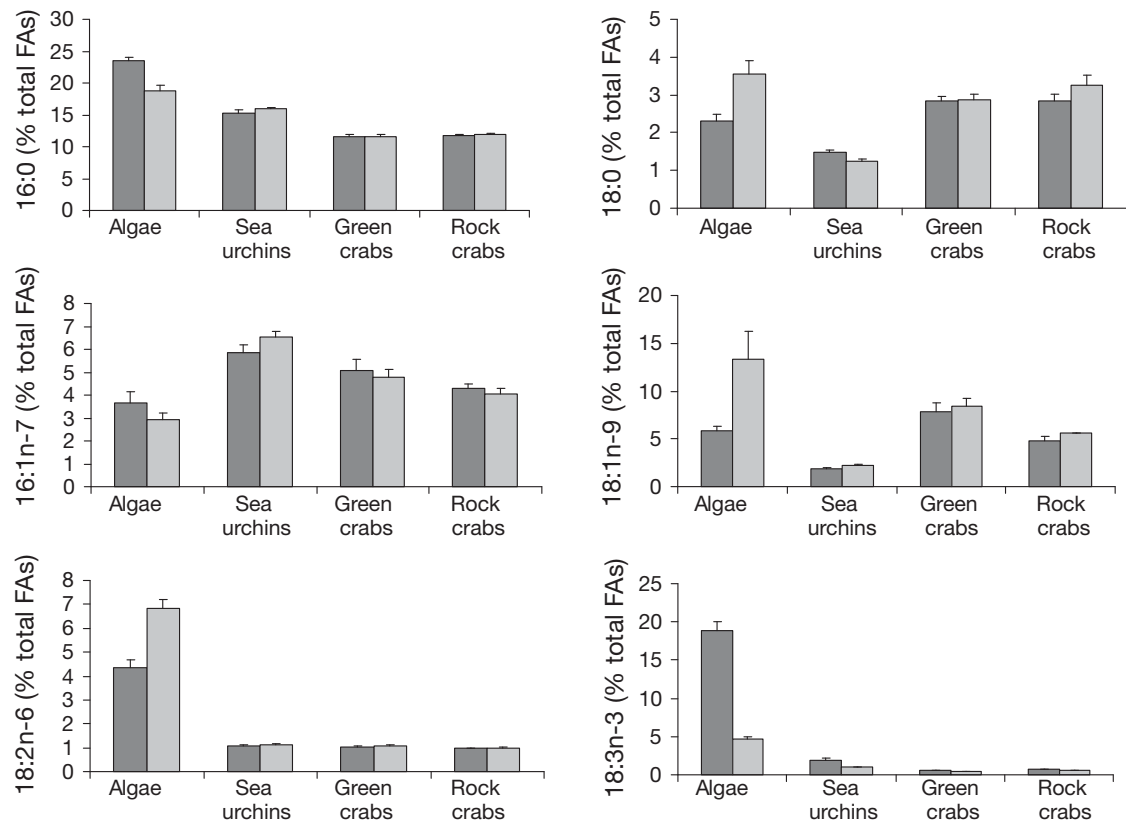 16:0 (% total FAs)
30
25
20
15
10
5
0
Algae
Sea
urchins
Green
crabs
Rock
crabs
18:0 (% total FAs)
5
4
3
2
1
0
Algae
Sea
urchins
Green
crabs
Rock
crabs
16:1n-7 (% total FAs)
8
7
6
5
4
3
2
1
0
Algae
Sea
urchins
Green
crabs
Rock
crabs
18:1n-9 (% total FAs)
20
15
10
5
0
Algae
Sea
urchins
Green
crabs
Rock
crabs
18:2n-6 (% total FAs)
8
7
6
5
4
3
2
1
0
Algae
Sea
urchins
Green
crabs
Rock
crabs
18:3n-3 (% total FAs)
25
20
15
10
5
0
Algae
Sea
urchins
Green
crabs
Rock
crabs